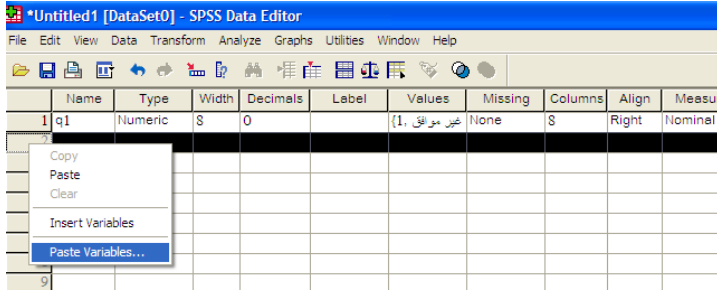 *Untitled1 [DataSet0] - SPSS Data Editor
File Edit View Data Transform Analyze Graphs Utilities Window Help
Name Type Width Decimals Label Values Missing Columns Align Measu
1 q1 Numeric 8 0 {1, غير موافق None 8 Right Nominal
2
Copy
Paste
Clear
Insert Variables
Paste Variables...
9